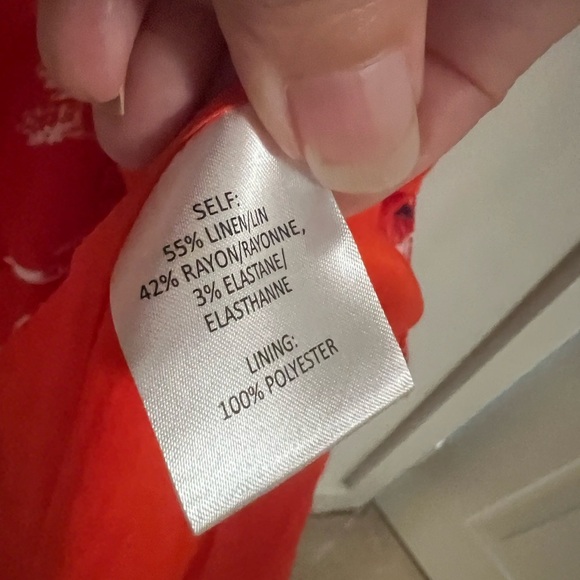 SELF:
55% LINEN/LIN
42% RAYON/RAYONNE,
3% ELASTANE/
ELASTHANNE
LINING:
100% POLYESTER